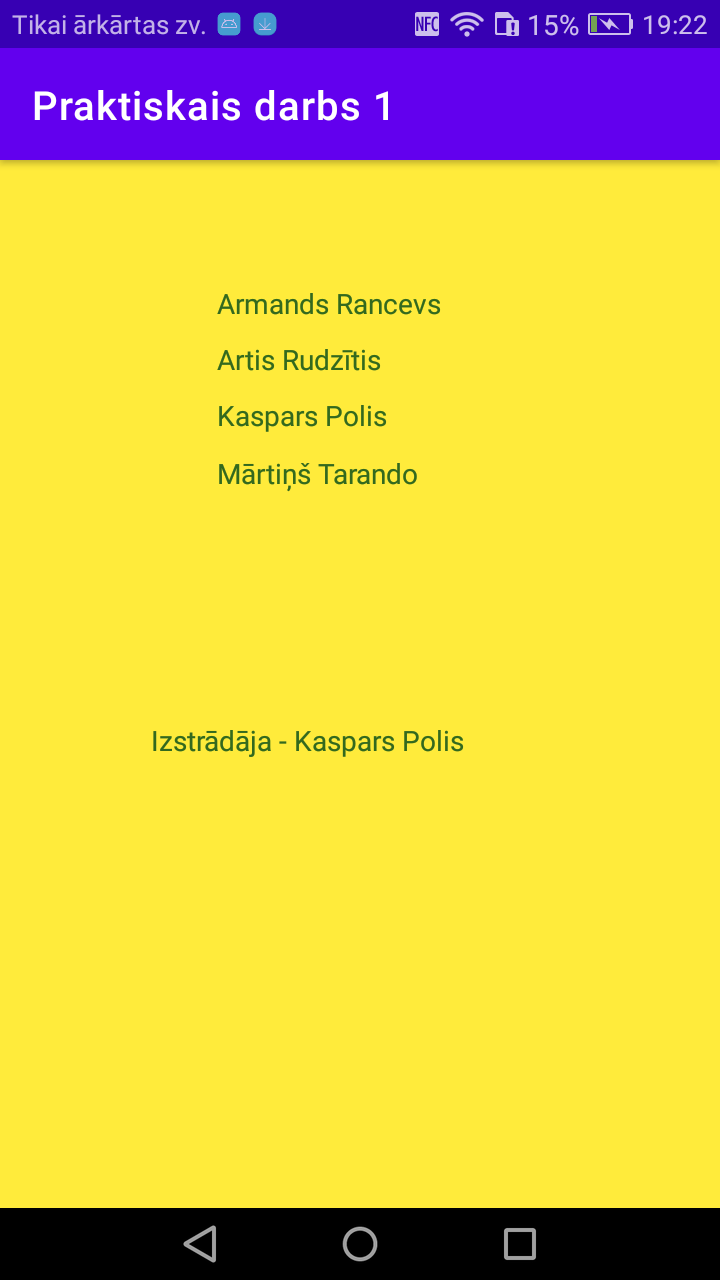 Tikai ārkārtas zv. NFC 15% 19:22
Praktiskais darbs 1
Armands Rancevs
Artis Rudzītis
Kaspars Polis
Mārtiņš Tarando
Izstrādāja - Kaspars Polis